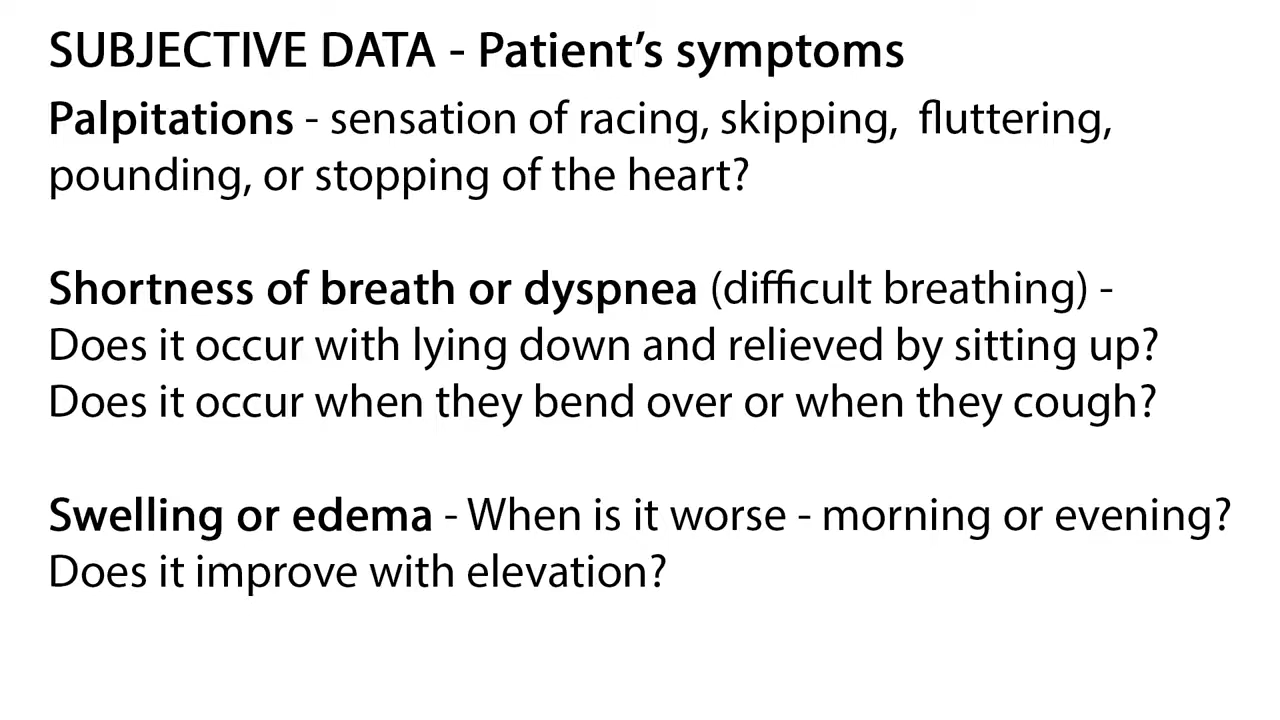 SUBJECTIVE DATA - Patient’s symptoms
Palpitations - sensation of racing, skipping,  fluttering,
pounding, or stopping of the heart?
Shortness of breath or dyspnea (difficult breathing) -
Does it occur with lying down and relieved by sitting up?
Does it occur when they bend over or when they cough?
Swelling or edema - When is it worse - morning or evening?
Does it improve with elevation?